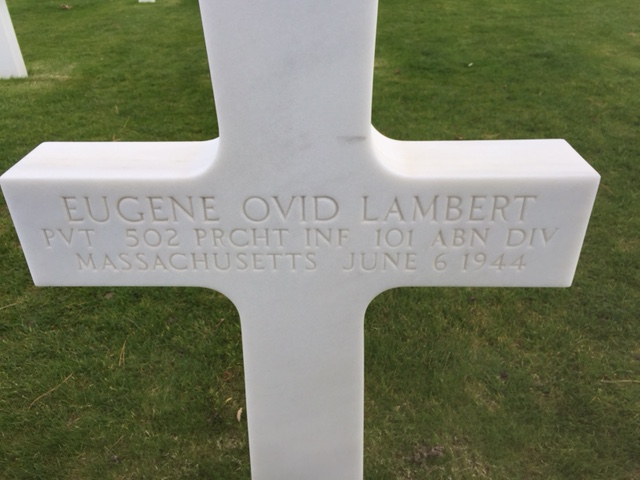 EUGENE OVID LAMBERT
PVT 502 PRCHT INF 101 ABN DIV
MASSACHUSETTS JUNE 6 1944